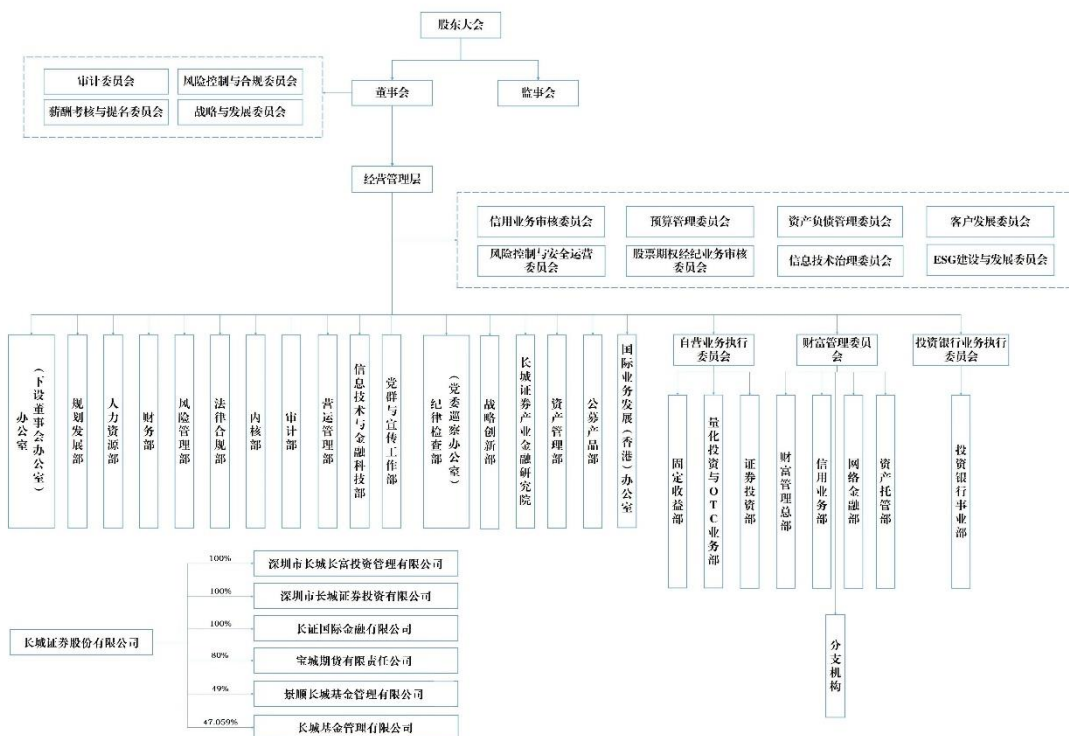 股东大会
审计委员会
风险控制与合规委员会
薪酬考核与提名委员会
战略与发展委员会
董事会
监事会
经营管理层
信用业务审核委员会
预算管理委员会
资产负债管理委员会
客户发展委员会
风险控制与安全运营
委员会
股票期权经纪业务审核
委员会
信息技术治理委员会
ESG建设与发展委员会
办公室
（下设董事会办公室）
规划发展部
人力资源部
财务部
风险管理部
法律合规部
内核部
审计部
营运管理部
信息技术与金融科技部
党群与宣传工作部
纪律检查部
（党委巡察办公室）
战略创新部
长城证券产业金融研究院
资产管理部
公募产品部
国际业务发展（香港）办公室
自营业务执行
委员会
财富管理委员
会
投资银行业务执行
委员会
固定收益部
量化投资与OTC业务部
证券投资部
财富管理总部
信用业务部
网络金融部
资产托管部
投资银行事业部
分支机构
长城证券股份有限公司
100%
深圳市长城长富投资管理有限公司
100%
深圳市长城证券投资有限公司
100%
长证国际金融有限公司
80%
宝城期货有限责任公司
49%
景顺长城基金管理有限公司
47.059%
长城基金管理有限公司